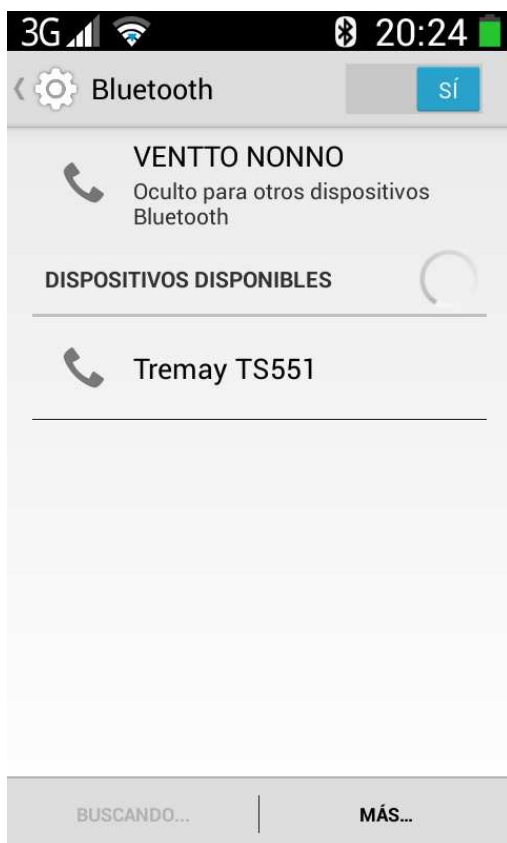 3G 20:24
Bluetooth SÍ
VENTTO NONNO
Oculto para otros dispositivos
Bluetooth
DISPOSITIVOS DISPONIBLES
Tremay TS551
BUSCANDO... MÁS...